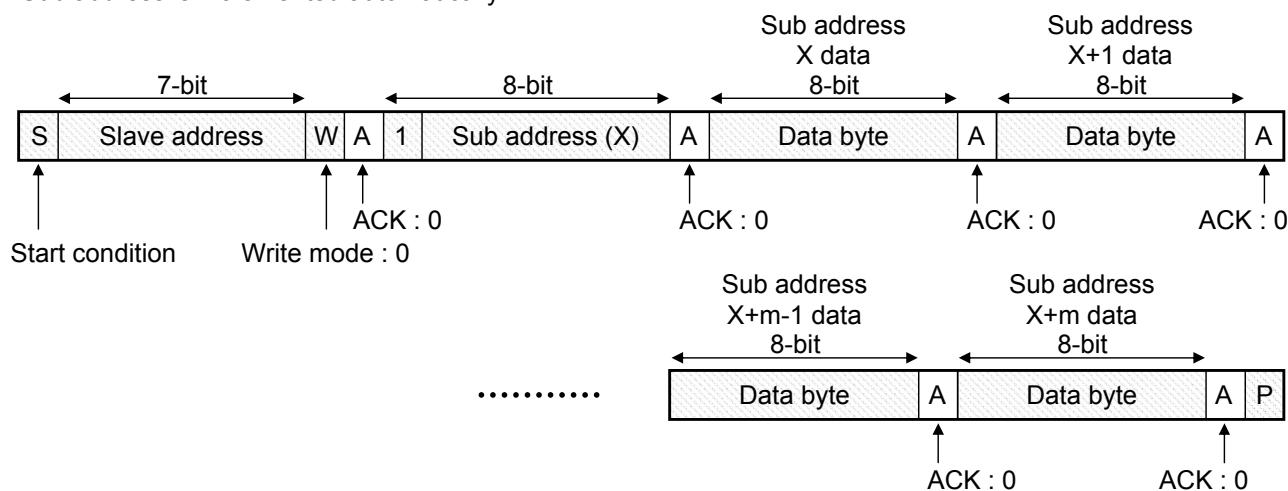 Sub address
X data
8-bit
Sub address
X+1 data
8-bit
7-bit
8-bit
S
Slave address
W
A
1
Sub address (X)
A
Data byte
A
Data byte
A
ACK : 0
ACK : 0
ACK : 0
ACK : 0
Start condition
Write mode : 0
Sub address
X+m-1 data
8-bit
Sub address
X+m data
8-bit
...........
Data byte
A
Data byte
A
P
ACK : 0
ACK : 0